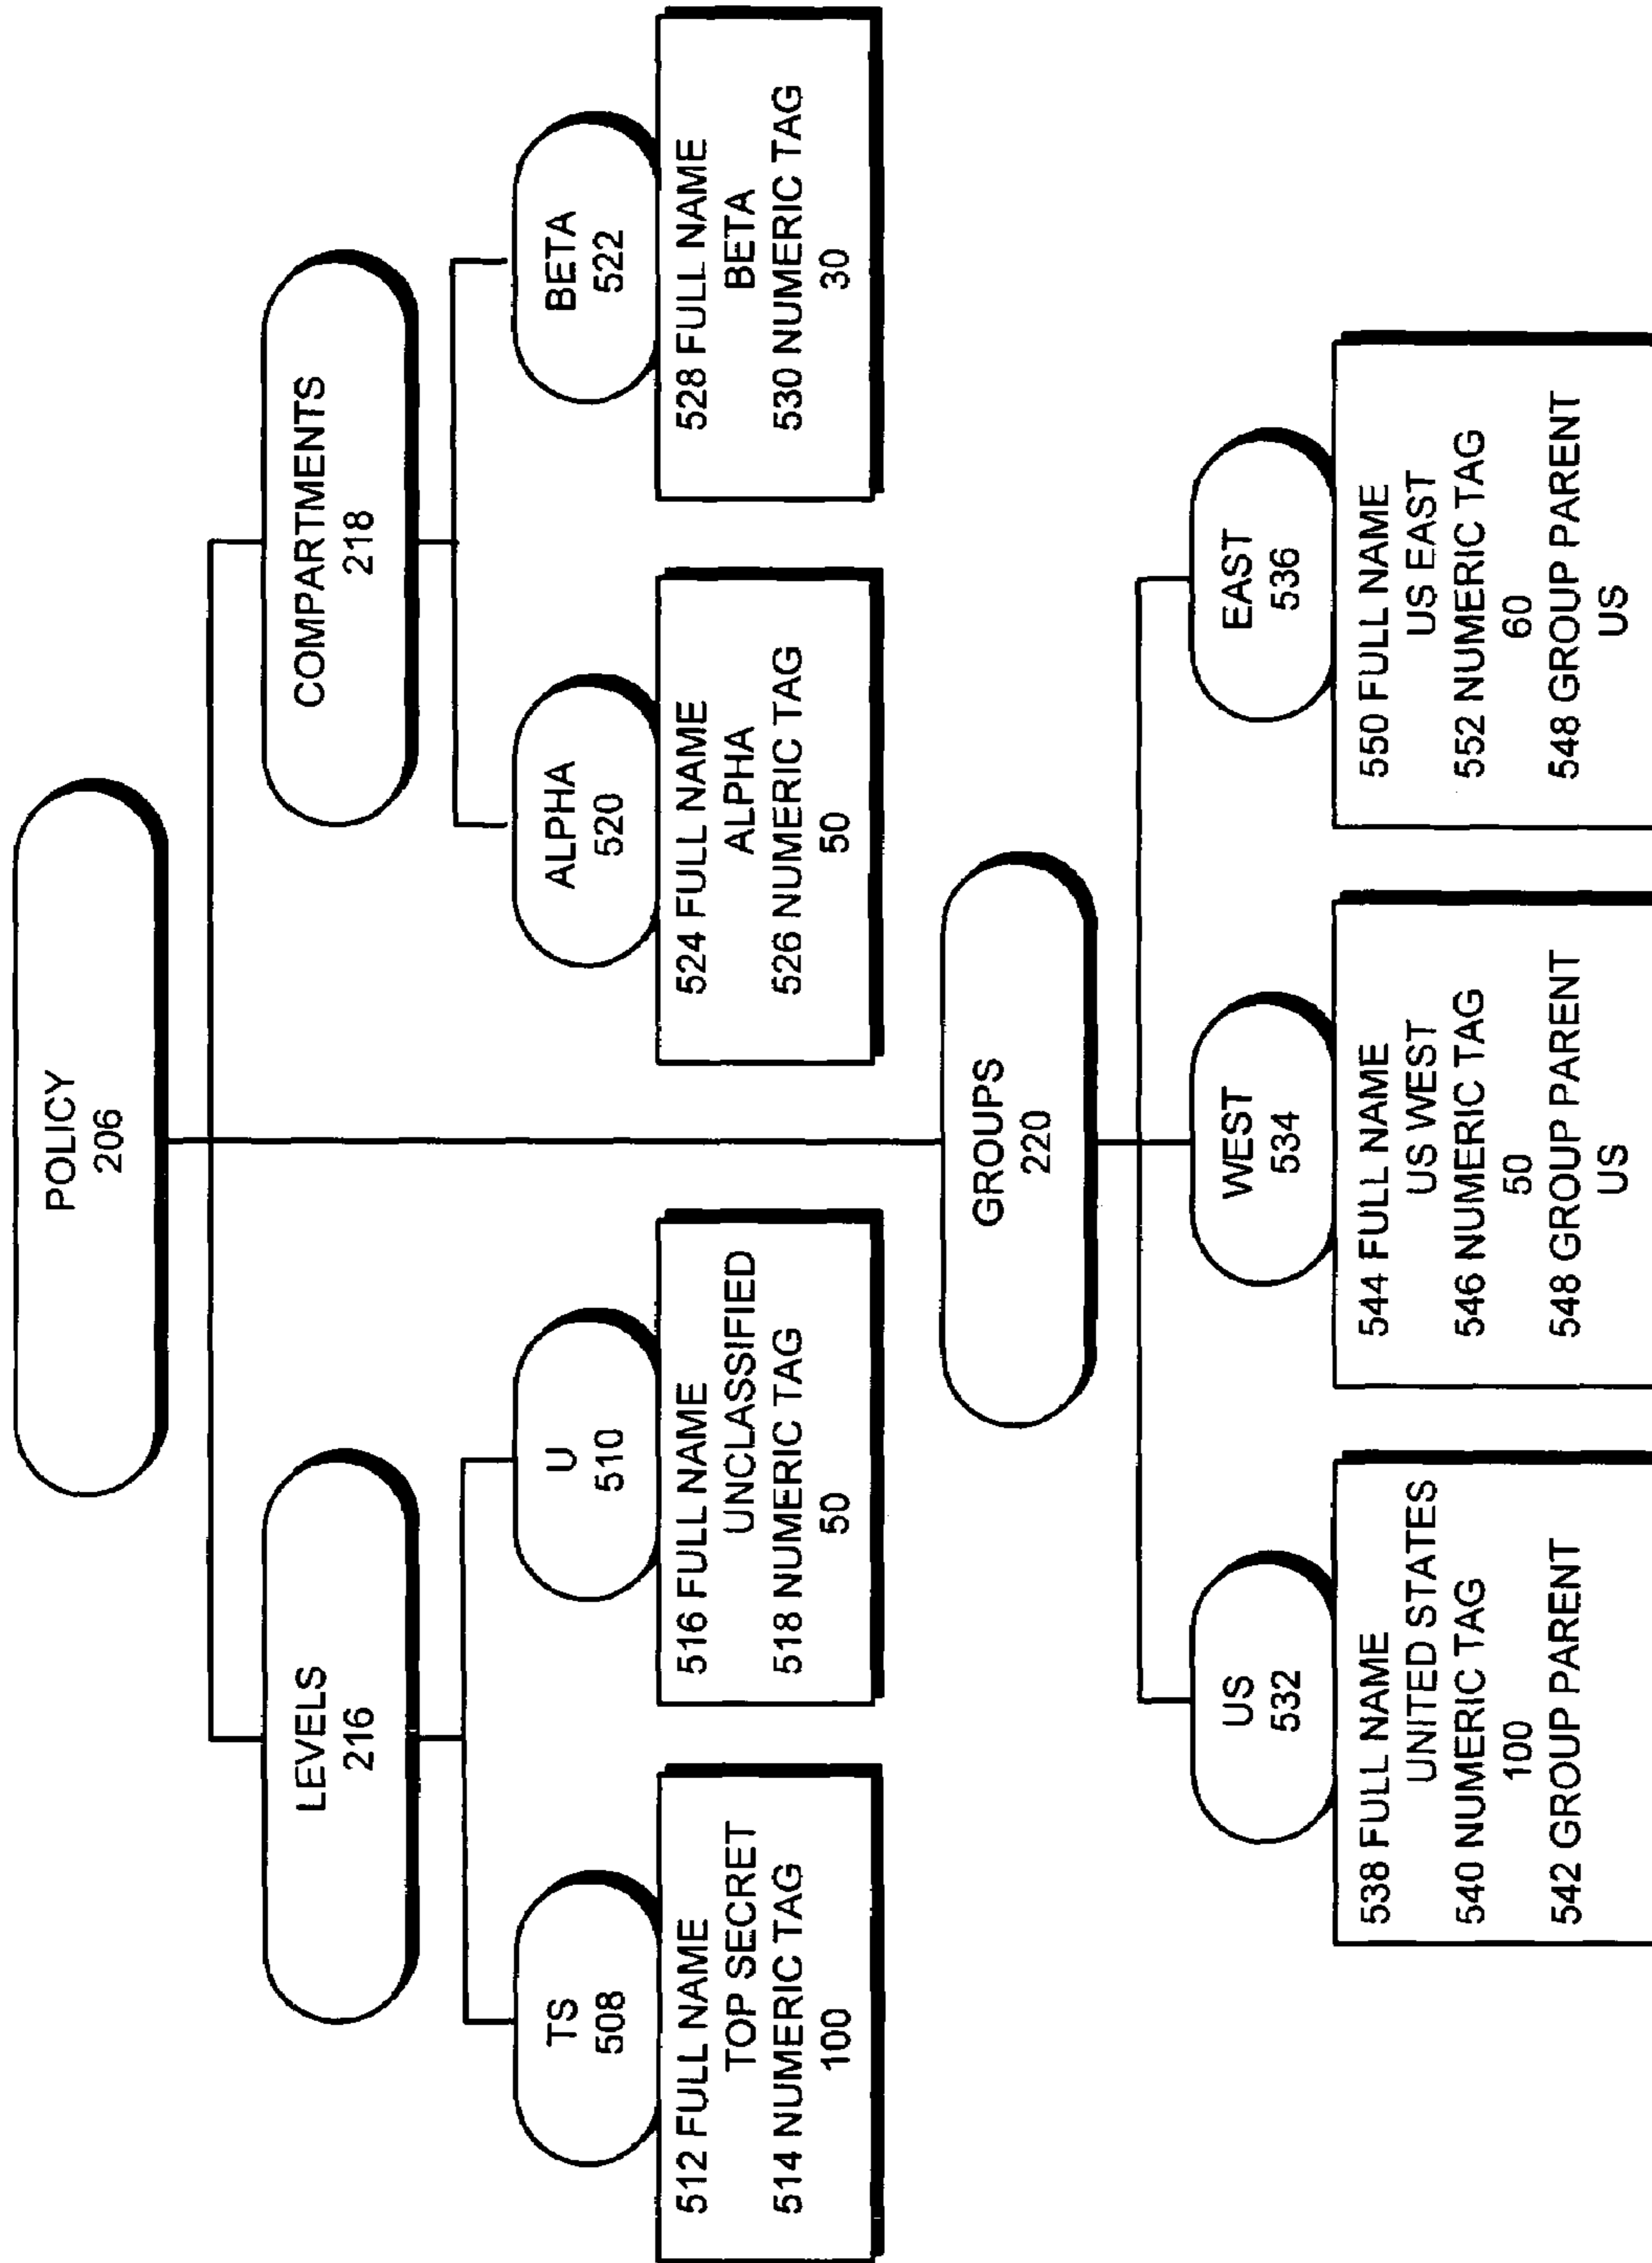 POLICY
206
LEVELS
216
COMPARTMENTS
218
TS
508
U
510
ALPHA
520
BETA
522
512 FULL NAME
TOP SECRET
514 NUMERIC TAG
100
516 FULL NAME
UNCLASSIFIED
518 NUMERIC TAG
50
524 FULL NAME
ALPHA
526 NUMERIC TAG
50
528 FULL NAME
BETA
530 NUMERIC TAG
30
GROUPS
220
US
532
WEST
534
EAST
536
538 FULL NAME
UNITED STATES
540 NUMERIC TAG
100
542 GROUP PARENT
544 FULL NAME
US WEST
546 NUMERIC TAG
50
548 GROUP PARENT
US
550 FULL NAME
US EAST
552 NUMERIC TAG
60
548 GROUP PARENT
US